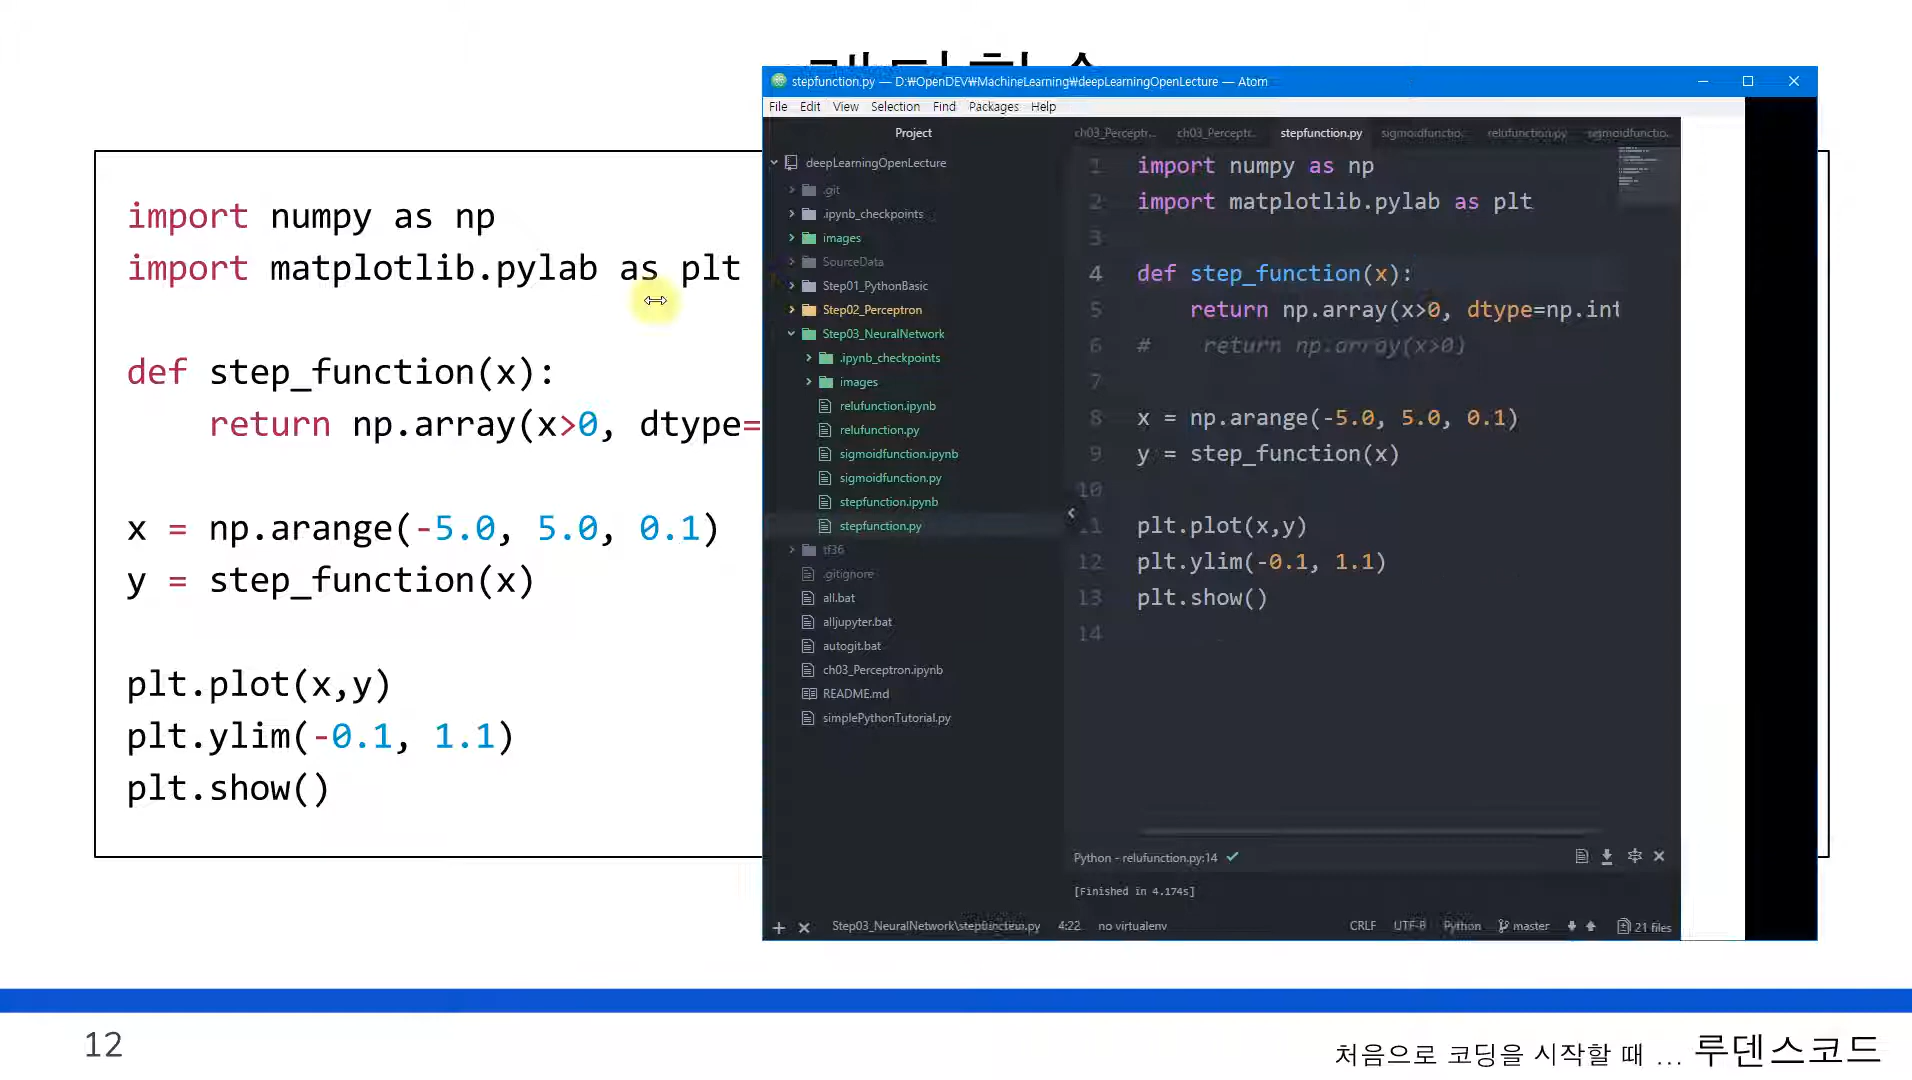 import numpy as np
import matplotlib.pylab as plt
def step_function(x):
return np.array(x>0, dtype=
x = np.arange(-5.0, 5.0, 0.1)
y = step_function(x)
plt.plot(x,y)
plt.ylim(-0.1, 1.1)
plt.show()
stepfunction.py — D:₩OpenDEV₩MachineLearning₩deepLearningOpenLecture — Atom
File Edit View Selection Find Packages Help
Project
deepLearningOpenLecture
.git
.ipynb_checkpoints
images
SourceData
Step01_PythonBasic
Step02_Perceptron
Step03_NeuralNetwork
.ipynb_checkpoints
images
relufunction.ipynb
relufunction.py
sigmoidfunction.ipynb
sigmoidfunction.py
stepfunction.ipynb
stepfunction.py
tf36
.gitignore
all.bat
alljupyter.bat
autogit.bat
ch03_Perceptron.ipynb
README.md
simplePythonTutorial.py
ch03_Perceptr... ch03_Perceptr... stepfunction.py sigmoidfunctio... relufunction.py sigmoidfunctio...
1 import numpy as np
2 import matplotlib.pylab as plt
3
4 def step_function(x):
5 return np.array(x>0, dtype=np.int
6 # return np.array(x>0)
7
8 x = np.arange(-5.0, 5.0, 0.1)
9 y = step_function(x)
10
11 plt.plot(x,y)
12 plt.ylim(-0.1, 1.1)
13 plt.show()
14
Python - relufunction.py:14
[Finished in 4.174s]
Step03_NeuralNetwork\stepfunction.py 4:22 no virtualenv CRLF UTF-8 Python master 21 files
12
처음으로 코딩을 시작할 때 ... 루덴스코드